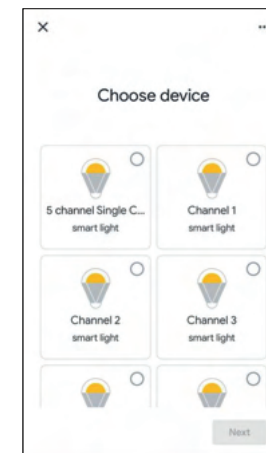 Choose device
5 channel Single C...
smart light
Channel 1
smart light
Channel 2
smart light
Channel 3
smart light
Next